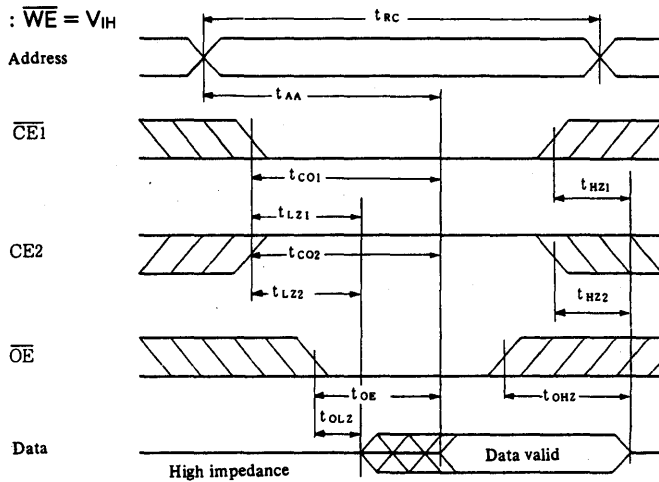 : WE = VIH
tRC
Address
tAA
CE1
tCO1
tHZ1
tLZ1
CE2
tCO2
tLZ2
tHZ2
OE
tOE
tOHZ
tOLZ
Data
Data valid
High impedance